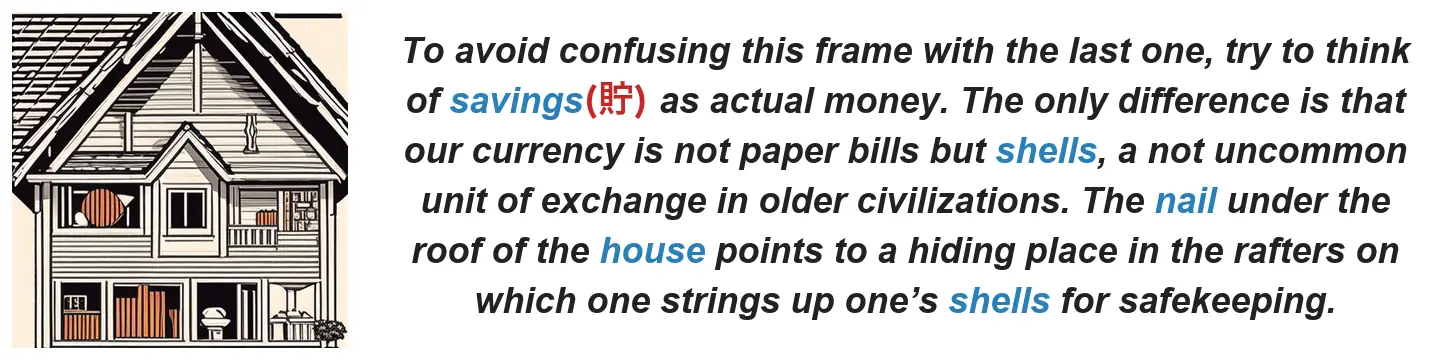 To avoid confusing this frame with the last one, try to think
of savings(貯) as actual money. The only difference is that
our currency is not paper bills but shells, a not uncommon
unit of exchange in older civilizations. The nail under the
roof of the house points to a hiding place in the rafters on
which one strings up one’s shells for safekeeping.